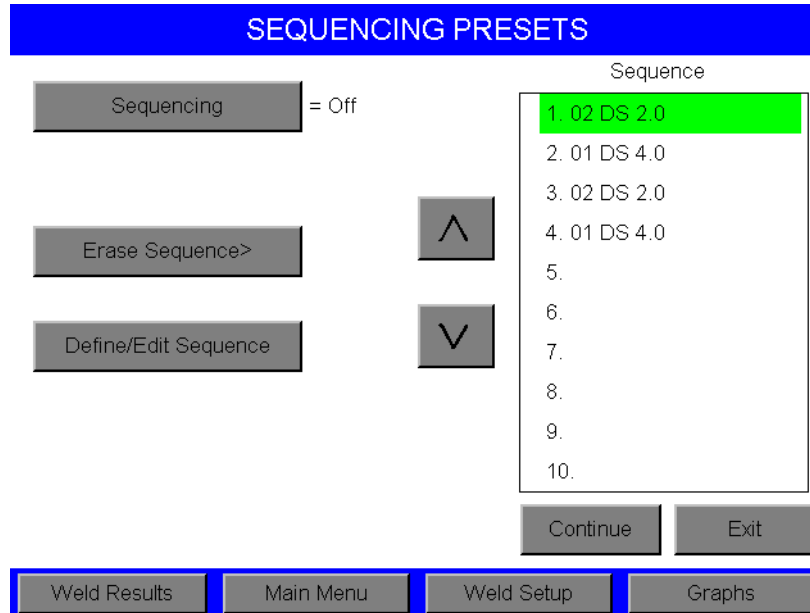 SEQUENCING PRESETS
Sequencing = Off
Erase Sequence>
Define/Edit Sequence
Λ
V
Sequence
1. 02 DS 2.0
2. 01 DS 4.0
3. 02 DS 2.0
4. 01 DS 4.0
5.
6.
7.
8.
9.
10.
Continue Exit
Weld Results Main Menu Weld Setup Graphs